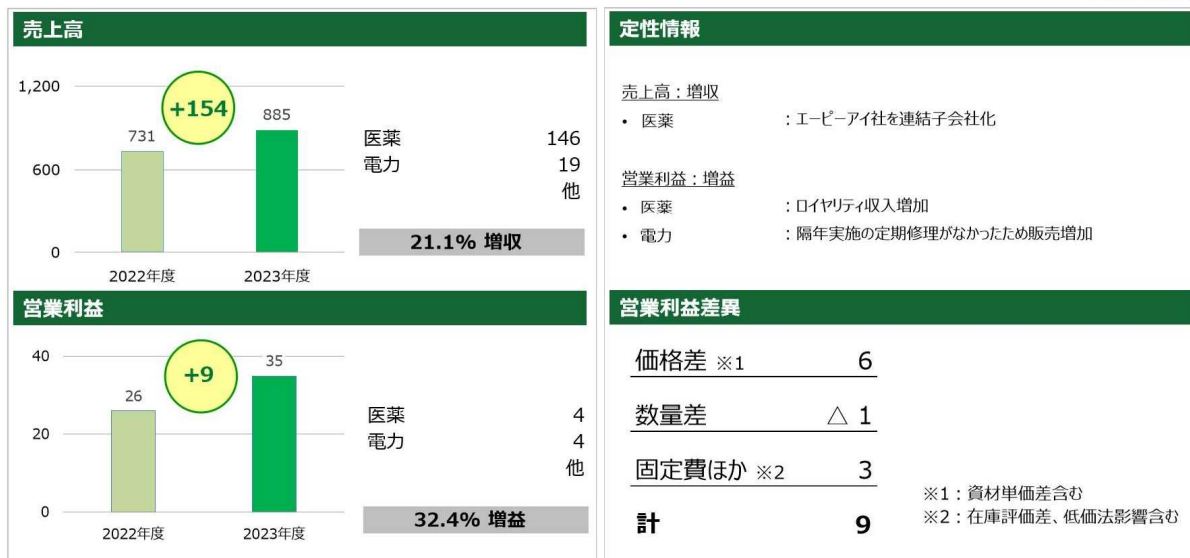 売上高
1,200
600
0
731
+154
885
2022年度
2023年度
医薬 146
電力 19
他
21.1% 増収
定性情報
売上高：増収
• 医薬 ：エーピーアイ社を連結子会社化
営業利益：増益
• 医薬 ：ロイヤリティ収入増加
• 電力 ：隔年実施の定期修理がなかったため販売増加
営業利益
40
20
0
26
+9
35
2022年度
2023年度
医薬 4
電力 4
他
32.4% 増益
営業利益差異
価格差 ※1 6
数量差 △ 1
固定費ほか ※2 3
計 9
※1：資材単価差含む
※2：在庫評価差、低価法影響含む